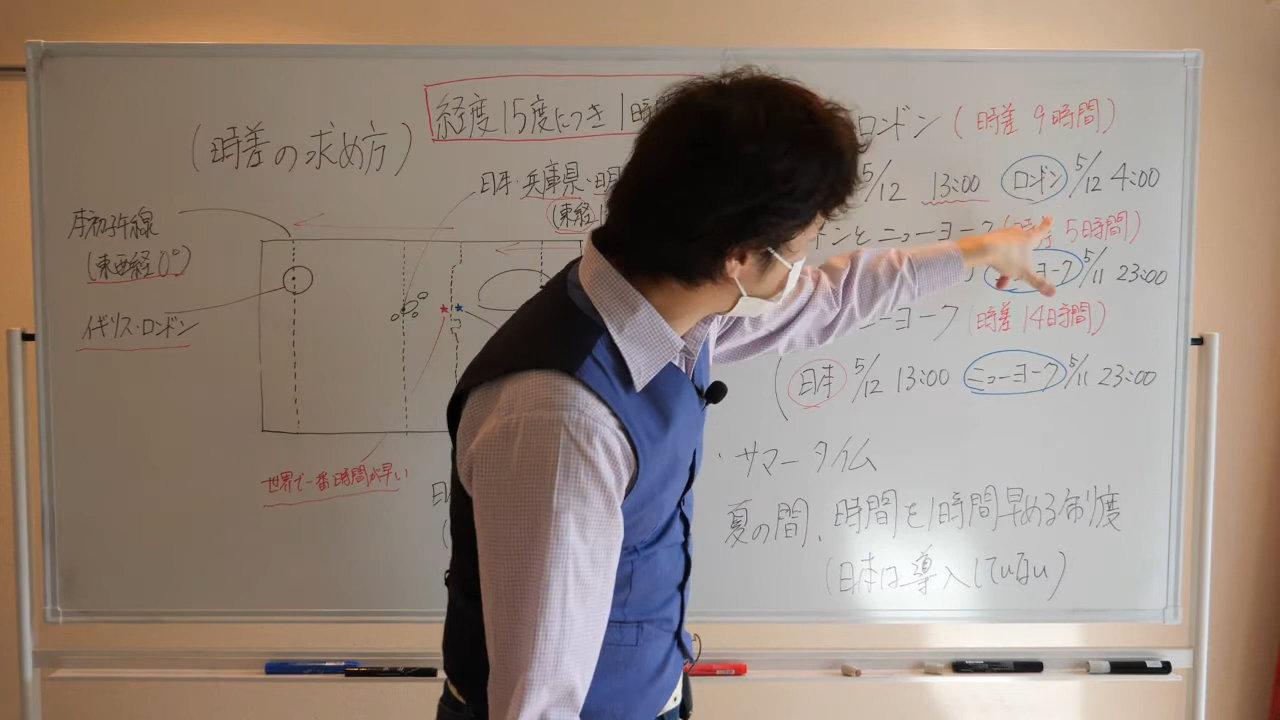 (時差の求め方)
経度15度につき1時
日本・兵庫県・明
(東経
本初子午線
(東西経0°)
イギリス・ロンドン
世界で一番時間が早い
日
ロンドン(時差 9時間)
5/12 13:00 ロンドン 5/12 4:00
ンとニューヨーク(時差 5時間)
ニューヨーク 5/11 23:00
ニューヨーク(時差 14時間)
(日本 5/12 13:00 ニューヨーク 5/11 23:00
・サマータイム
夏の間、時間を1時間早める制度
(日本は導入していない)